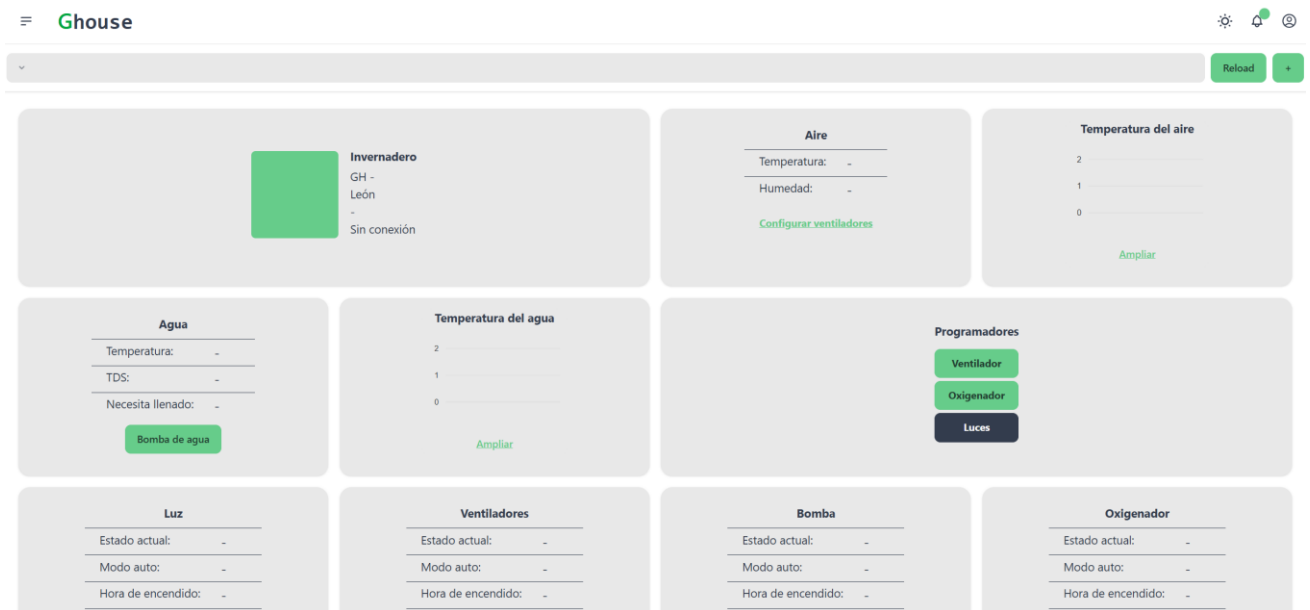 Ghouse
Reload +
Invernadero
GH -
León
-
Sin conexión
Aire
Temperatura: -
Humedad: -
Configurar ventiladores
Temperatura del aire
2
1
0
Ampliar
Agua
Temperatura: -
TDS: -
Necesita llenado: -
Bomba de agua
Temperatura del agua
2
1
0
Ampliar
Programadores
Ventilador
Oxigenador
Luces
Luz
Estado actual: -
Modo auto: -
Hora de encendido: -
Ventiladores
Estado actual: -
Modo auto: -
Hora de encendido: -
Bomba
Estado actual: -
Modo auto: -
Hora de encendido: -
Oxigenador
Estado actual: -
Modo auto: -
Hora de encendido: -